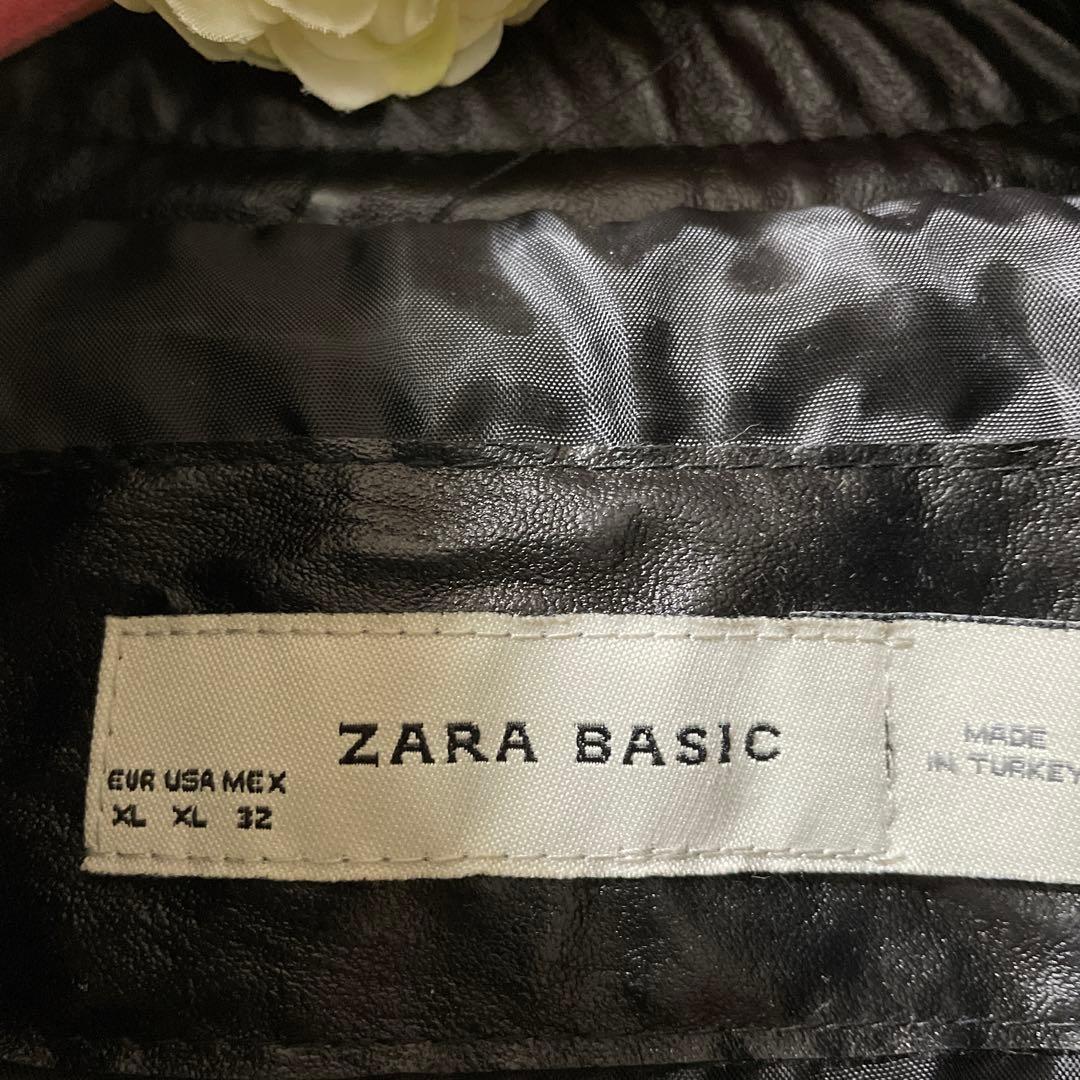 ZARA BASIC
EUR USA MEX
XL XL 32
MADE
IN TURKEY